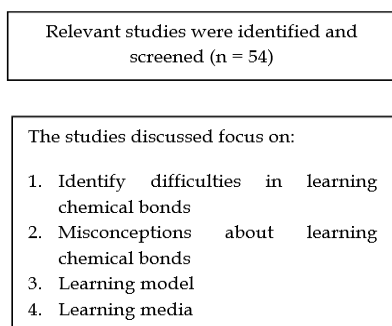 Relevant studies were identified and
screened (n = 54)
The studies discussed focus on:
1. Identify difficulties in learning
chemical bonds
2. Misconceptions about learning
chemical bonds
3. Learning model
4. Learning media